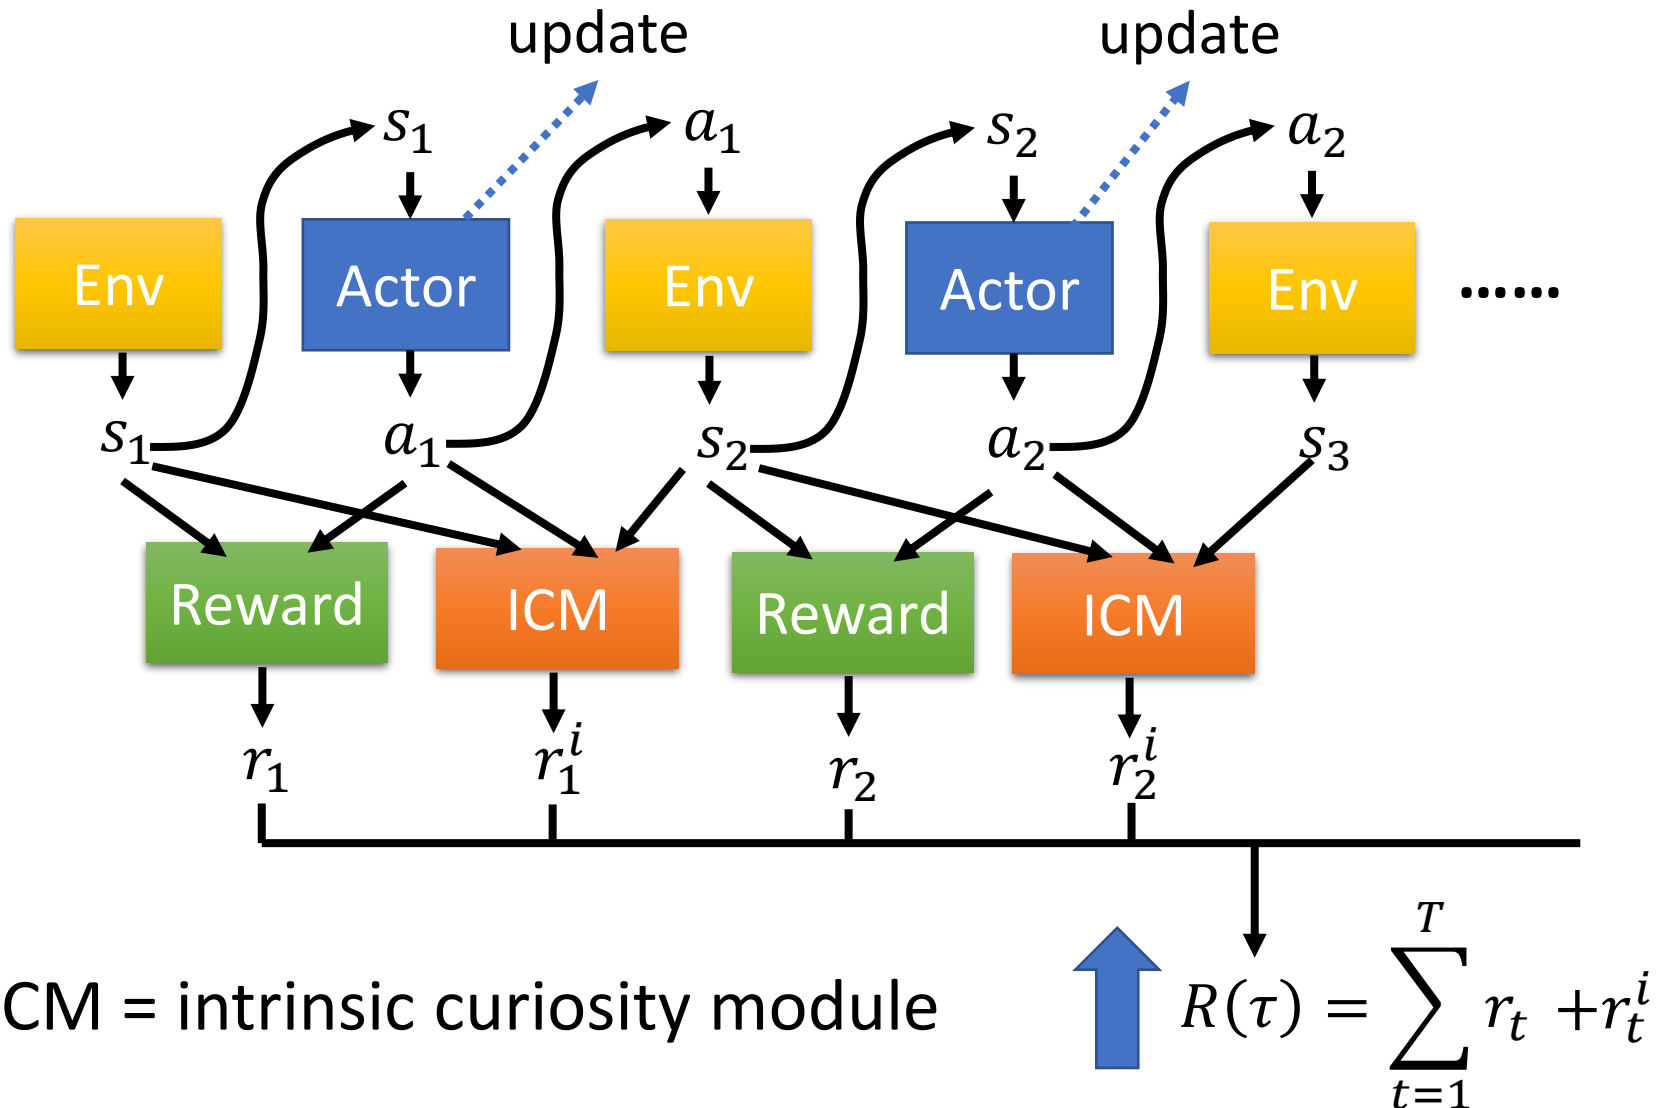 update update
s₁ a₁ s₂ a₂
Env Actor Env Actor Env ······
s₁ a₁ s₂ a₂ s₃
Reward ICM Reward ICM
r₁ r₁ⁱ r₂ r₂ⁱ
CM = intrinsic curiosity module
R(τ) = ∑ₜ₌₁ᵀ rₜ +rₜⁱ